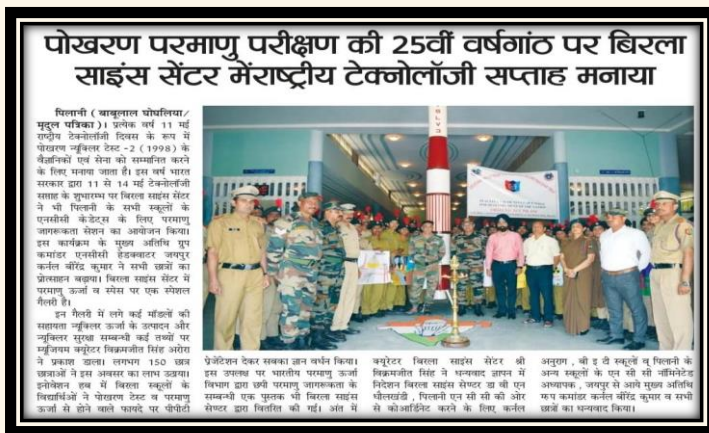 पोखरण परमाणु परीक्षण की 25वीं वर्षगांठ पर बिरला
साइंस सेंटर मेंराष्ट्रीय टेक्नोलॉजी सप्ताह मनाया
पिलानी ( बाबूलाल घोघलिया/
मृदुल पत्रिका )। प्रत्येक वर्ष 11 मई
राष्ट्रीय टेक्नोलॉजी दिवस के रूप में
पोखरण न्यूक्लिर टेस्ट -2 (1998) के
वैज्ञानिकों एवं सेना को सम्मानित करने
के लिए मनाया जाता है। इस वर्ष भारत
सरकार द्वारा 11 से 14 मई टेक्नोलॉजी
सप्ताह के शुभारम्भ पर बिरला साइंस सेंटर
ने भी पिलानी के सभी स्कूलों के
एनसीसी केडेट्स के लिए परमाणु
जागरूकता सेशन का आयोजन किया।
इस कार्यक्रम के मुख्य अतिथि ग्रुप
कमांडर एनसीसी हेडक्वाटर जयपुर
कर्नल बीरेंद्र कुमार ने सभी छात्रों का
प्रोत्साहन बढ़ाया। बिरला साइंस सेंटर में
परमाणु ऊर्जा व स्पेस पर एक स्पेशल
गैलरी है।
इन गैलरी में लगे कई मॉडलों की
सहायता न्यूक्लिर ऊर्जा के उत्पादन और
न्यूक्लिर सुरक्षा सम्बन्धी कई तथ्यों पर
म्यूजियम क्यूरेटर विक्रमजीत सिंह अरोरा
ने प्रकाश डाला। लगभग 150 छात्र
छात्राओं ने इस अवसर का लाभ उठाया।
इनोवेशन हब में बिरला स्कूलों के
विद्यार्थिओं ने पोखरण टेस्ट व परमाणु
ऊर्जा से होने वाले फायदे पर पीपीटी
प्रेजेंटेशन देकर सबका ज्ञान वर्धन किया।
इस उपलक्ष पर भारतीय परमाणु ऊर्जा
विभाग द्वारा छपी परमाणु जागरूकता के
सम्बन्धी एक पुस्तक भी बिरला साइंस
सेण्टर द्वारा वितरित की गई। अंत में
क्यूरेटर बिरला साइंस सेंटर श्री
विक्रमजीत सिंह ने धन्यवाद ज्ञापन में
निदेशन बिरला साइंस सेण्टर डा वी एन
धौलखंडी , पिलानी एन सी सी की ओर
से कोआर्डिनेट करने के लिए कर्नल
अनुराग , बी इ टी स्कूलों व् पिलानी के
अन्य स्कूलों के एन सी सी नॉमिनेटेड
अध्यापक , जयपुर से आये मुख्य अतिथि
ग्रुप कमांडर कर्नल बीरेंद्र कुमार व सभी
छात्रों का धन्यवाद किया।